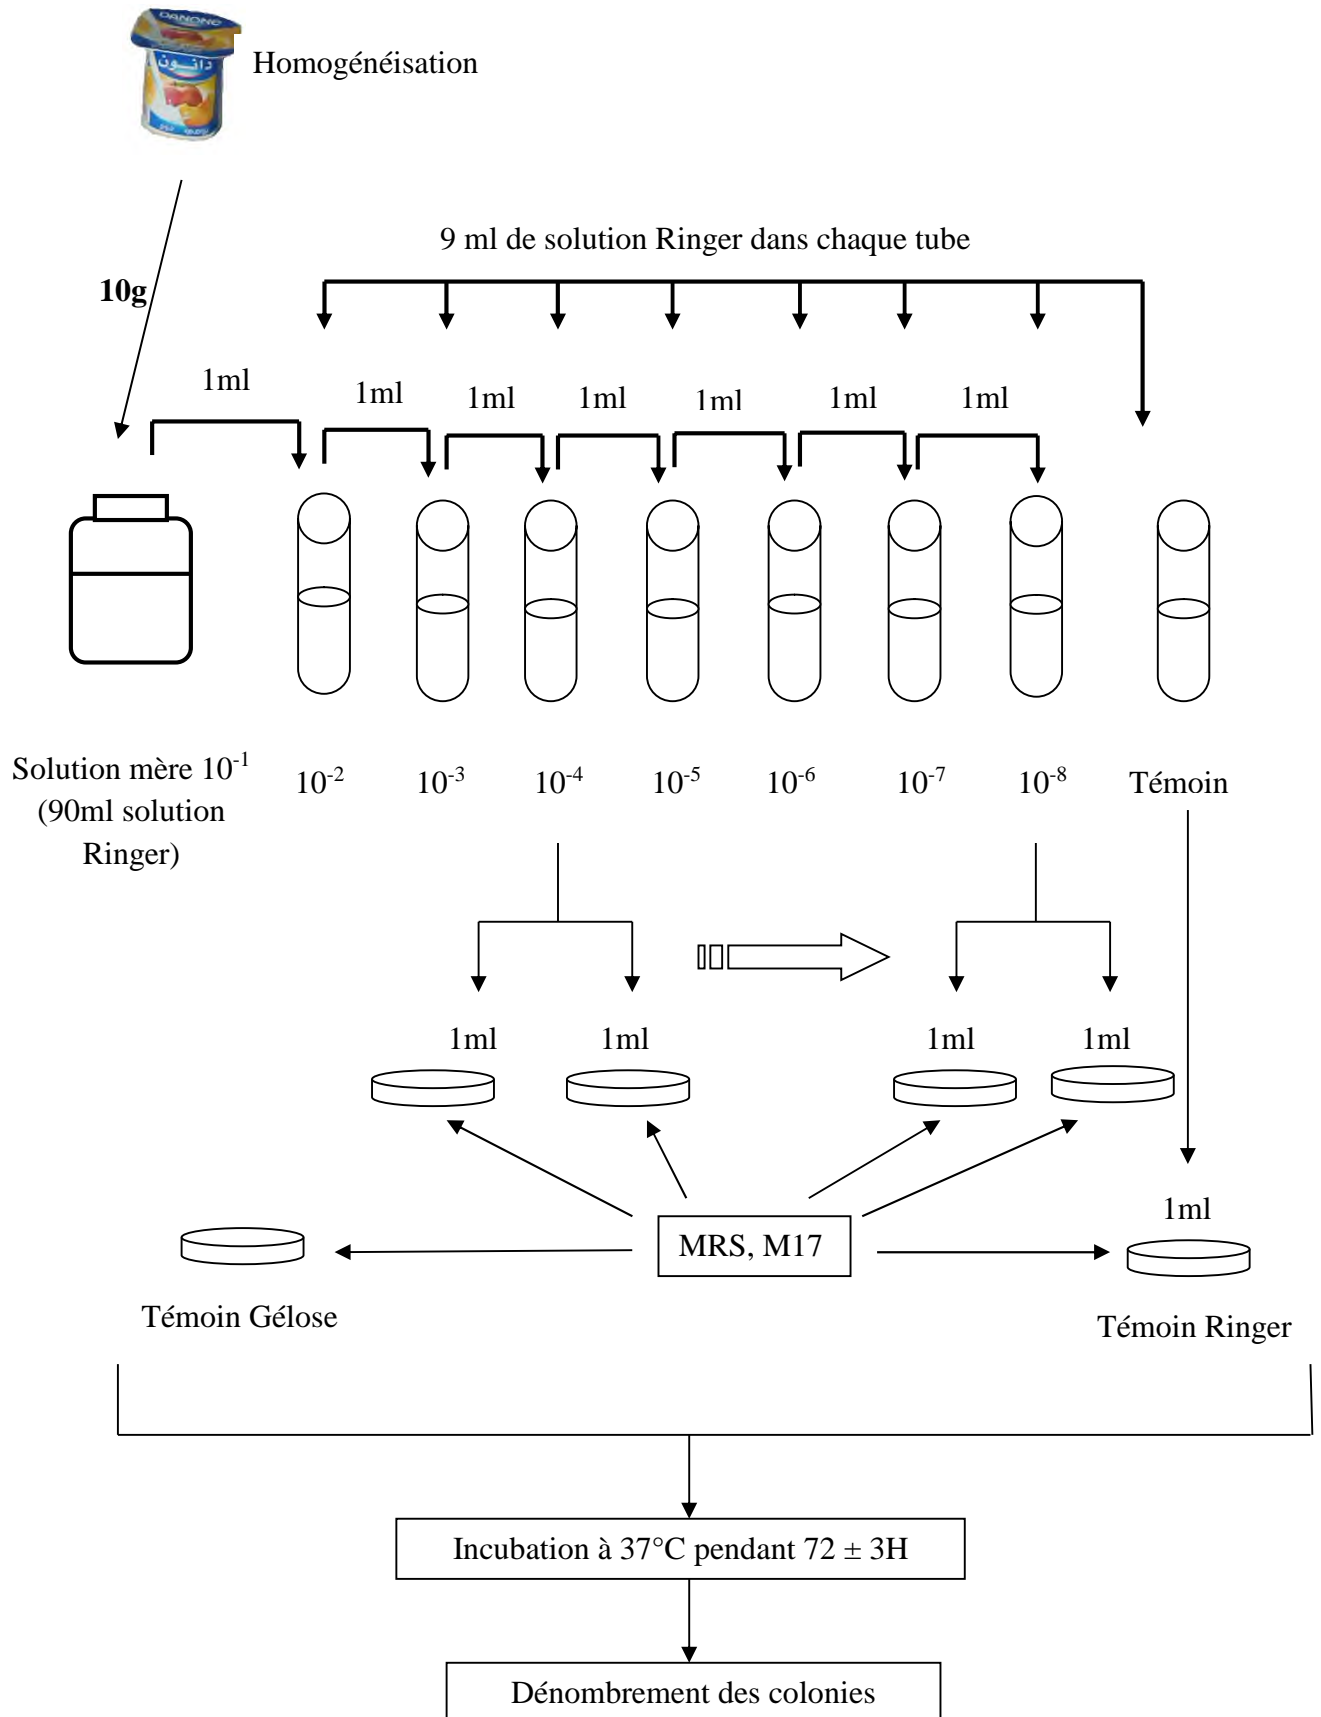 DANONE
دانون
Homogénéisation
9 ml de solution Ringer dans chaque tube
10g
1ml
1ml
1ml
1ml
1ml
1ml
1ml
Solution mère 10⁻¹
(90ml solution
Ringer)
10⁻²
10⁻³
10⁻⁴
10⁻⁵
10⁻⁶
10⁻⁷
10⁻⁸
Témoin
1ml
1ml
1ml
1ml
1ml
MRS, M17
Témoin Gélose
Témoin Ringer
Incubation à 37°C pendant 72 ± 3H
Dénombrement des colonies